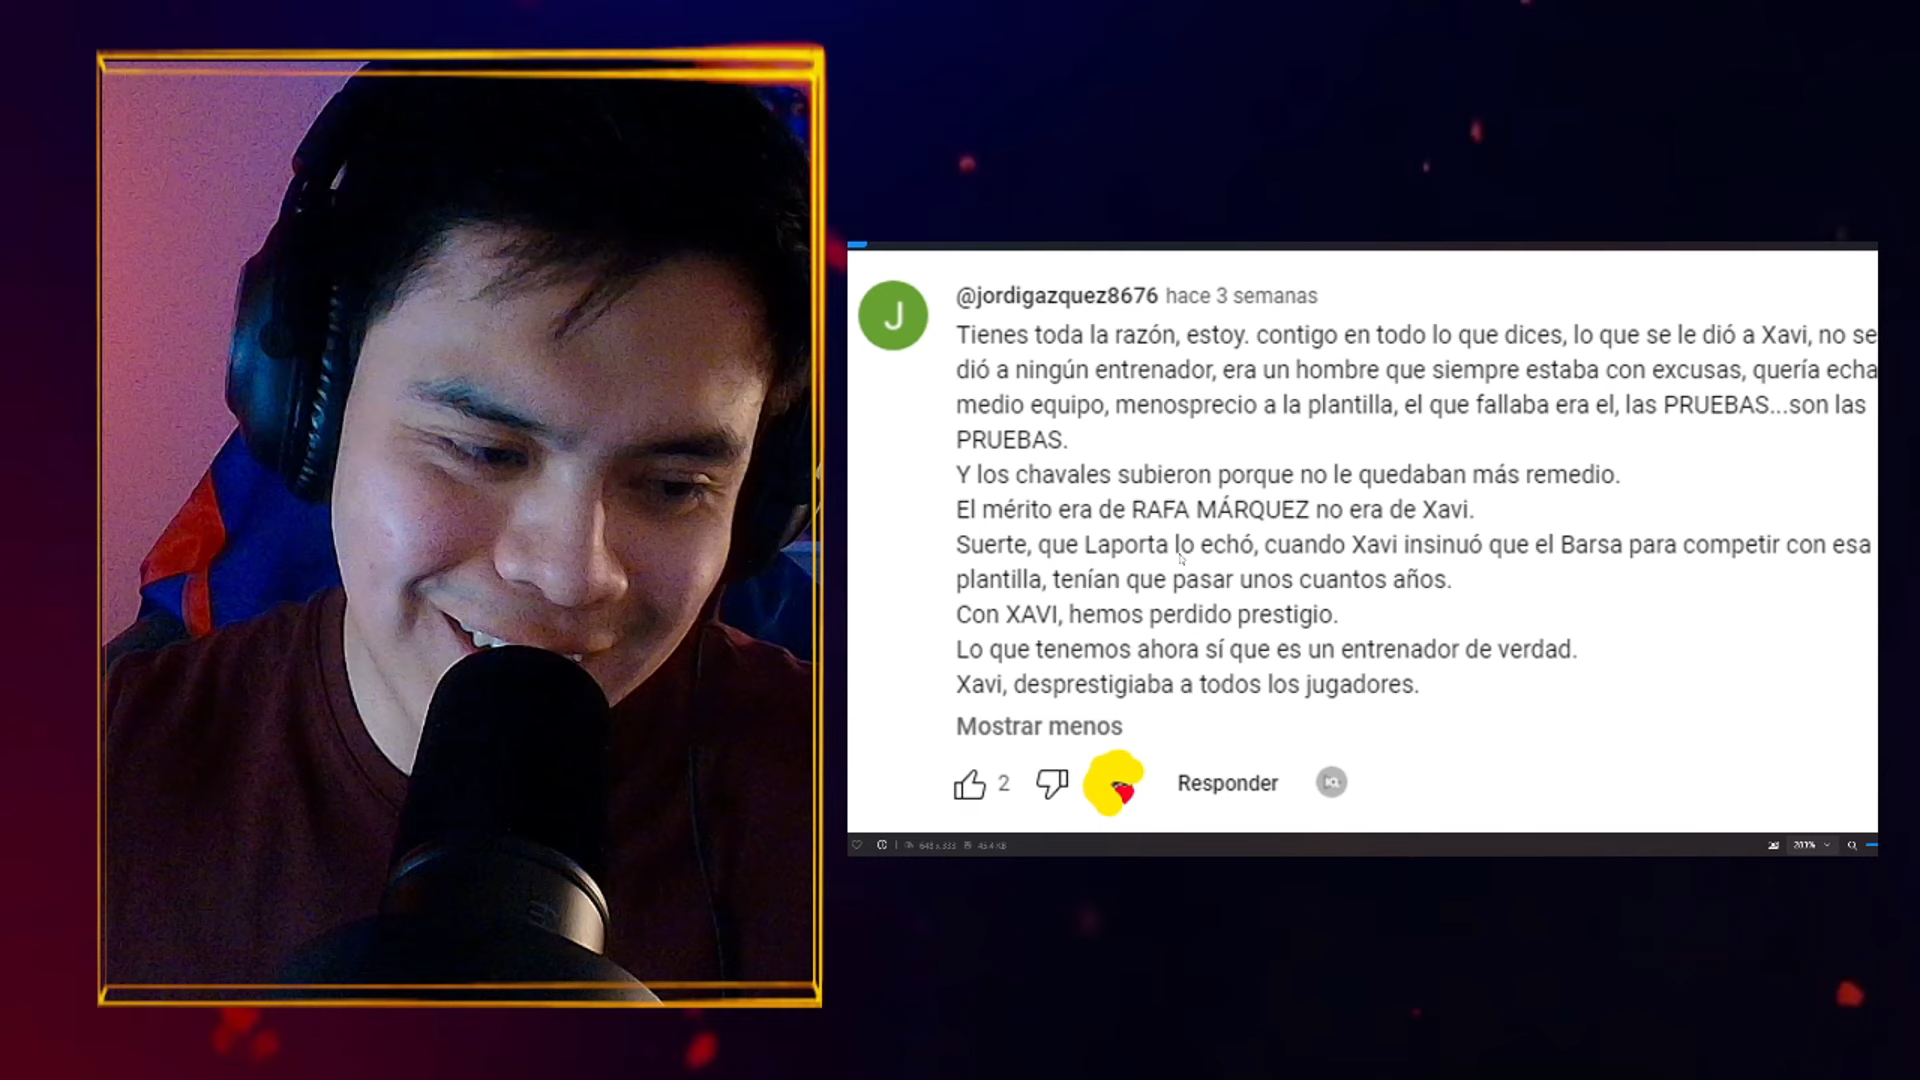 @jordigazquez8676 hace 3 semanas
Tienes toda la razón, estoy. contigo en todo lo que dices, lo que se le dió a Xavi, no se
dió a ningún entrenador, era un hombre que siempre estaba con excusas, quería echa
medio equipo, menosprecio a la plantilla, el que fallaba era el, las PRUEBAS...son las
PRUEBAS.
Y los chavales subieron porque no le quedaban más remedio.
El mérito era de RAFA MÁRQUEZ no era de Xavi.
Suerte, que Laporta lo echó, cuando Xavi insinuó que el Barsa para competir con esa
plantilla, tenían que pasar unos cuantos años.
Con XAVI, hemos perdido prestigio.
Lo que tenemos ahora sí que es un entrenador de verdad.
Xavi, desprestigiaba a todos los jugadores.
Mostrar menos
2 Responder
J